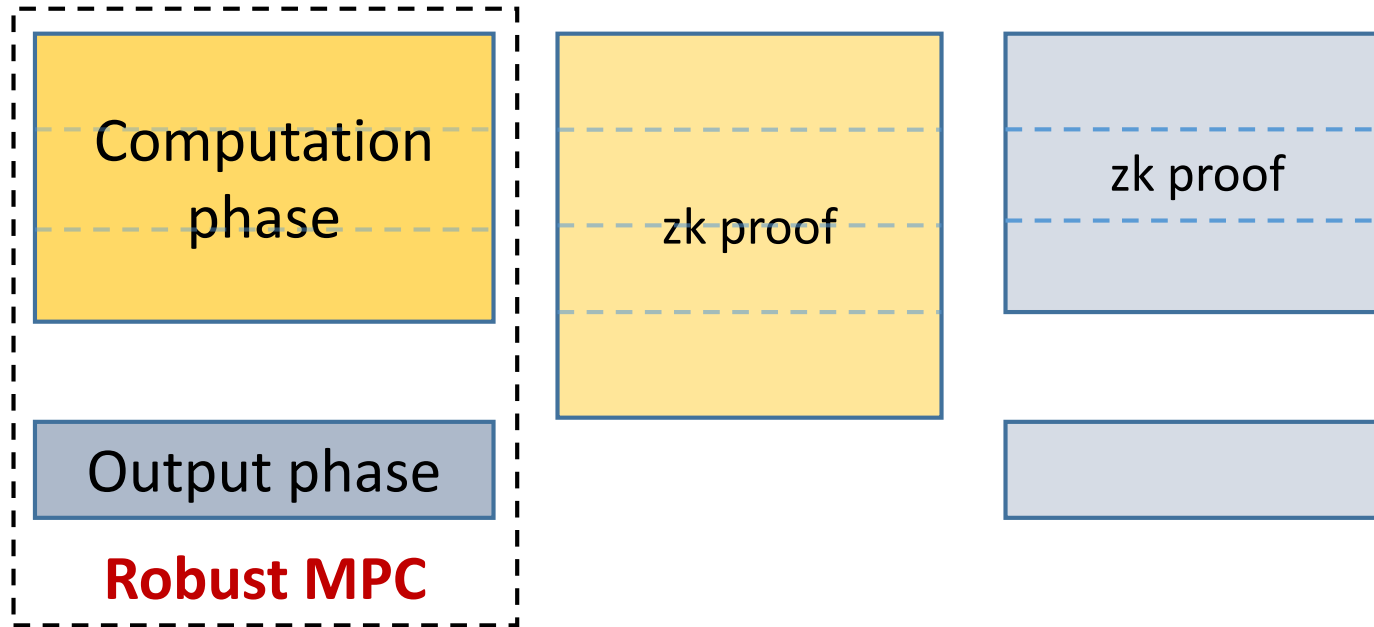 Computation
phase
zk proof
zk proof
Output phase
Robust MPC